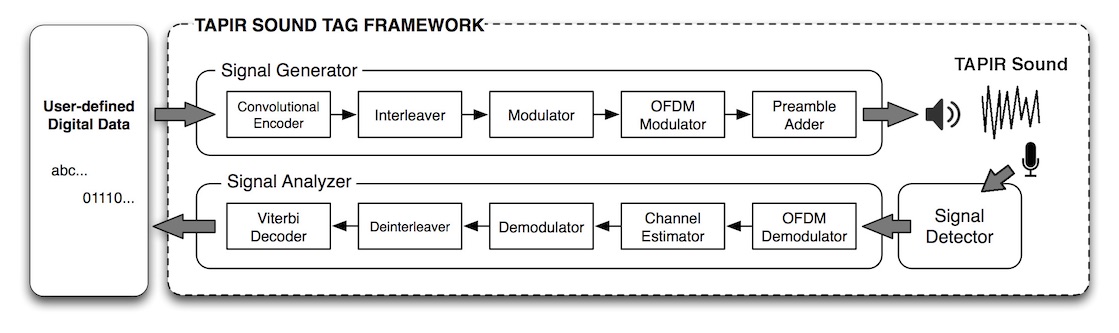 TAPIR SOUND TAG FRAMEWORK
User-defined
Digital Data
abc...
01110...
Signal Generator
Convolutional
Encoder
Interleaver
Modulator
OFDM
Modulator
Preamble
Adder
TAPIR Sound
Signal Analyzer
Viterbi
Decoder
Deinterleaver
Demodulator
Channel
Estimator
OFDM
Demodulator
Signal
Detector